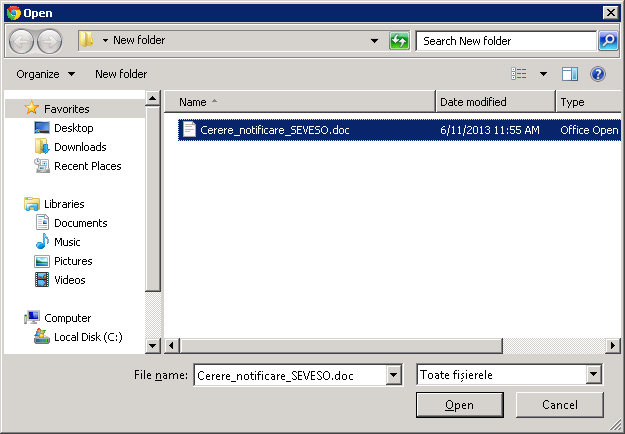 Open
New folder
Search New folder
Organize
New folder
Name
Date modified
Type
Favorites
Desktop
Downloads
Recent Places
Libraries
Documents
Music
Pictures
Videos
Computer
Local Disk (C:)
Cerere_notificare_SEVESO.doc
6/11/2013 11:55 AM
Office Open
File name:
Cerere_notificare_SEVESO.doc
Toate fișierele
Open
Cancel